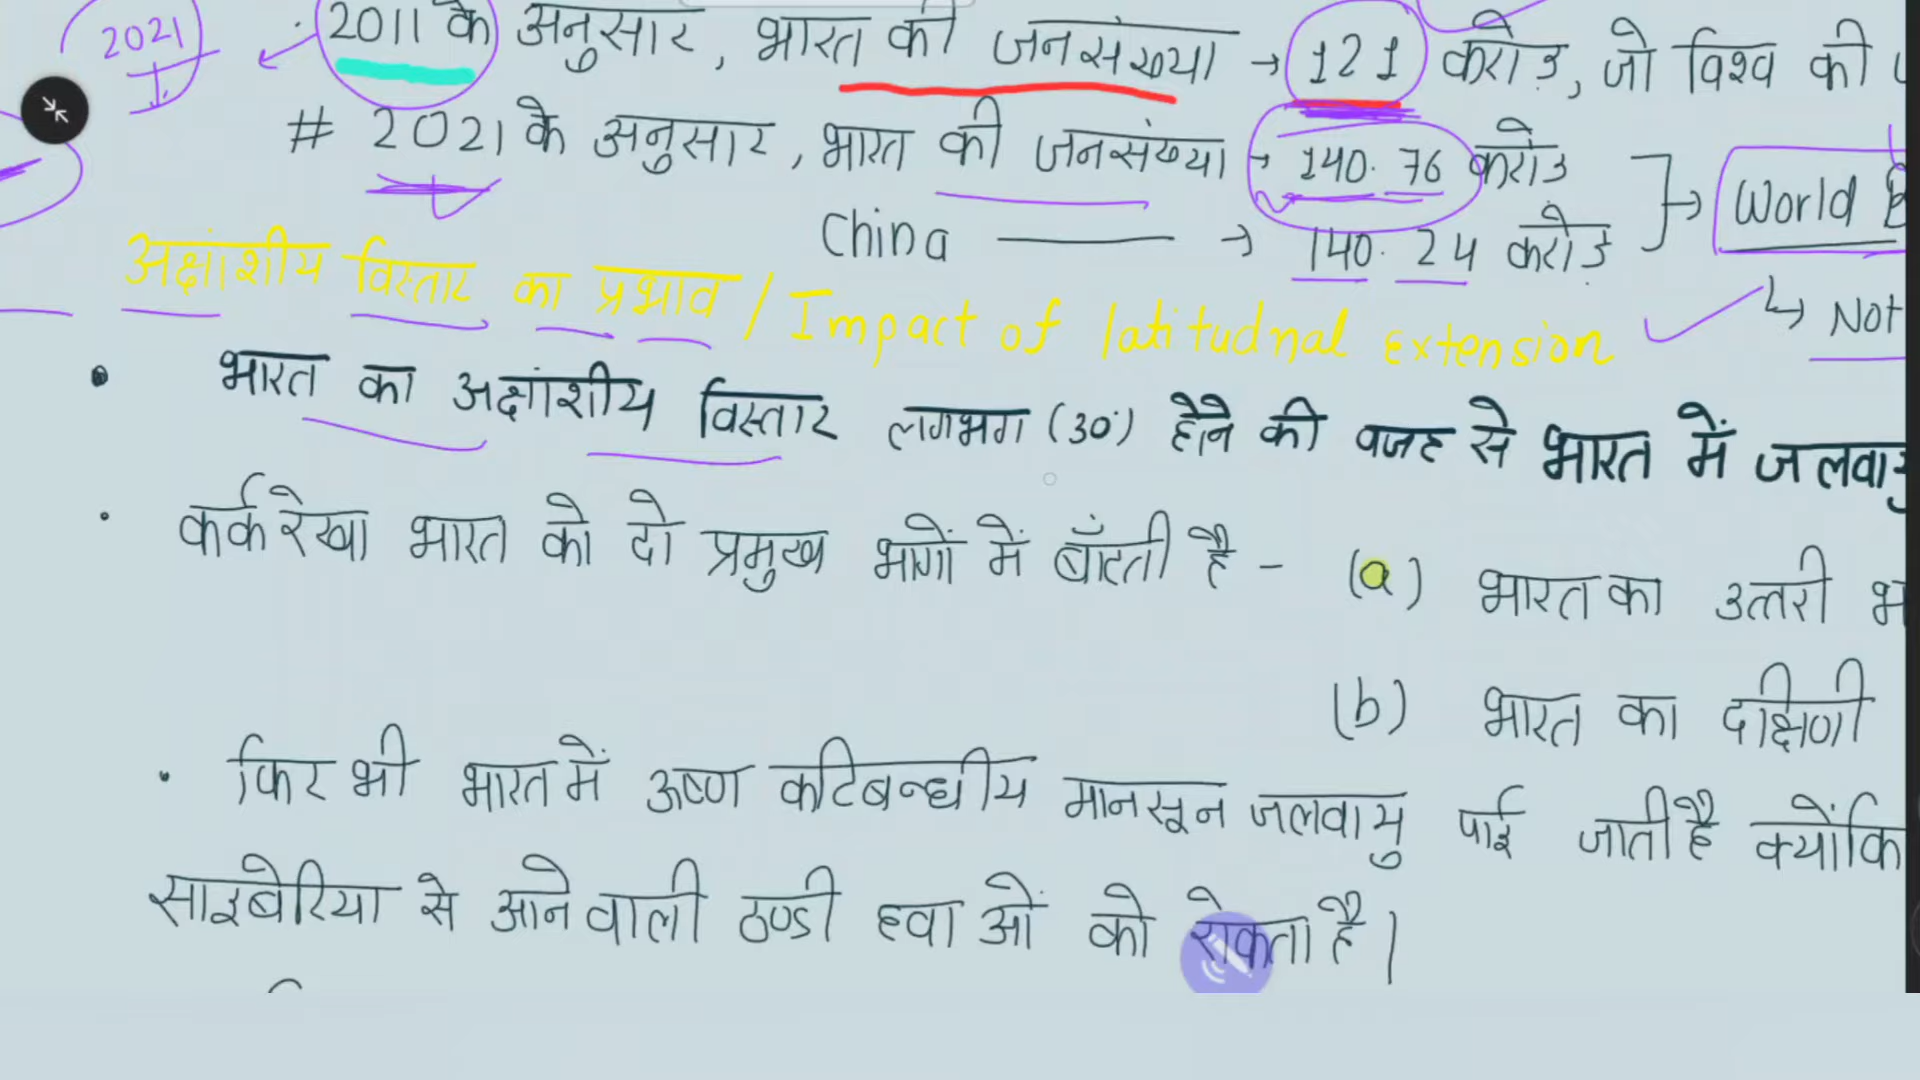 2021
2011 के अनुसार, भारत की जनसंख्या → 121 करोड, जो विश्व की
# 2021 के अनुसार, भारत की जनसंख्या → 140.76 करोड
China → 140.24 करोड → World
अक्षांशीय विस्तार का प्रभाव / Impact of latitudnal extension
↳ Not
• भारत का अक्षांशीय विस्तार लगभग (30°) होने की वजह से भारत में जलवायु
• कर्क रेखा भारत को दो प्रमुख भागों में बाँटती है - (a) भारत का उत्तरी
(b) भारत का दक्षिणी
• फिर भी भारत में ऊष्ण कटिबन्धीय मानसून जलवायु पाई जाती है क्योंकि
साइबेरिया से आने वाली ठण्डी हवाओं को रोकता है।